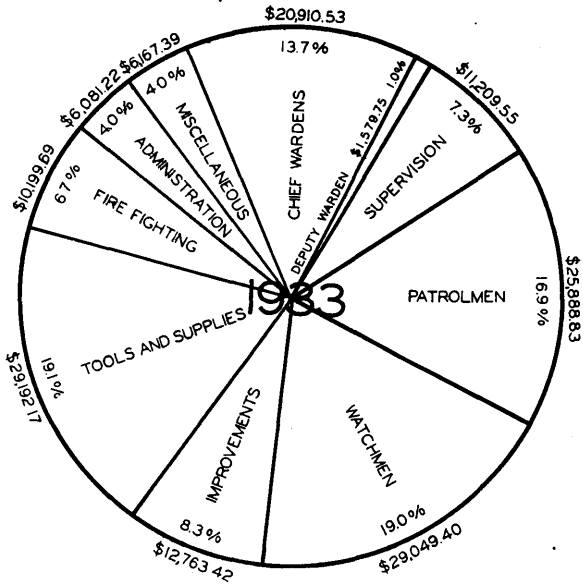 $20,910.53
13.7%
CHIEF WARDENS
1.0%
$1,579.75
DEPUTY WARDEN
$11,209.55
7.3%
SUPERVISION
$25,888.83
16.9%
PATROLMEN
WATCHMEN
19.0%
$29,049.40
IMPROVEMENTS
8.3%
$12,763.42
TOOLS AND SUPPLIES
19.1%
$29,192.17
FIRE FIGHTING
6.7%
$10,199.69
ADMINISTRATION
4.0%
$6,081.22
MISCELLANEOUS
4.0%
$6,167.39
1933